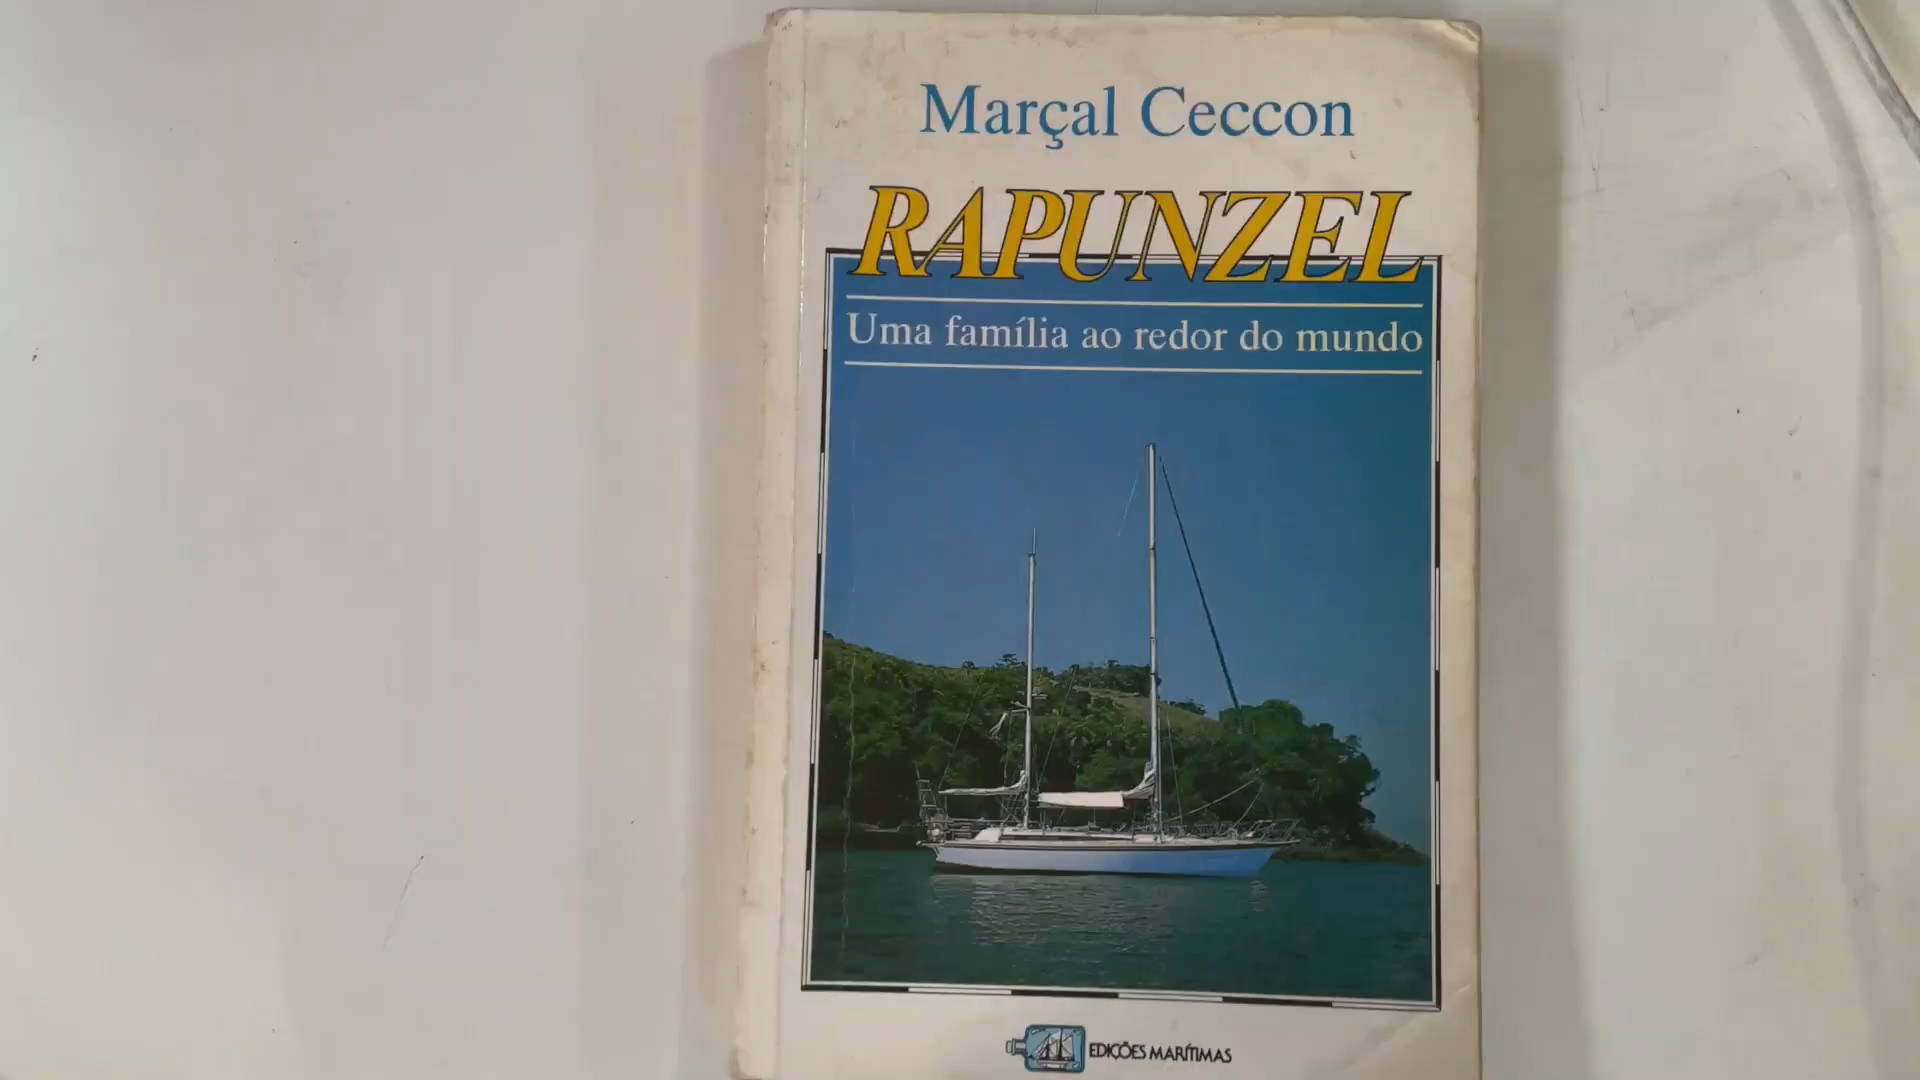 Marçal Ceccon
RAPUNZEL
Uma família ao redor do mundo
EDIÇÕES MARÍTIMAS